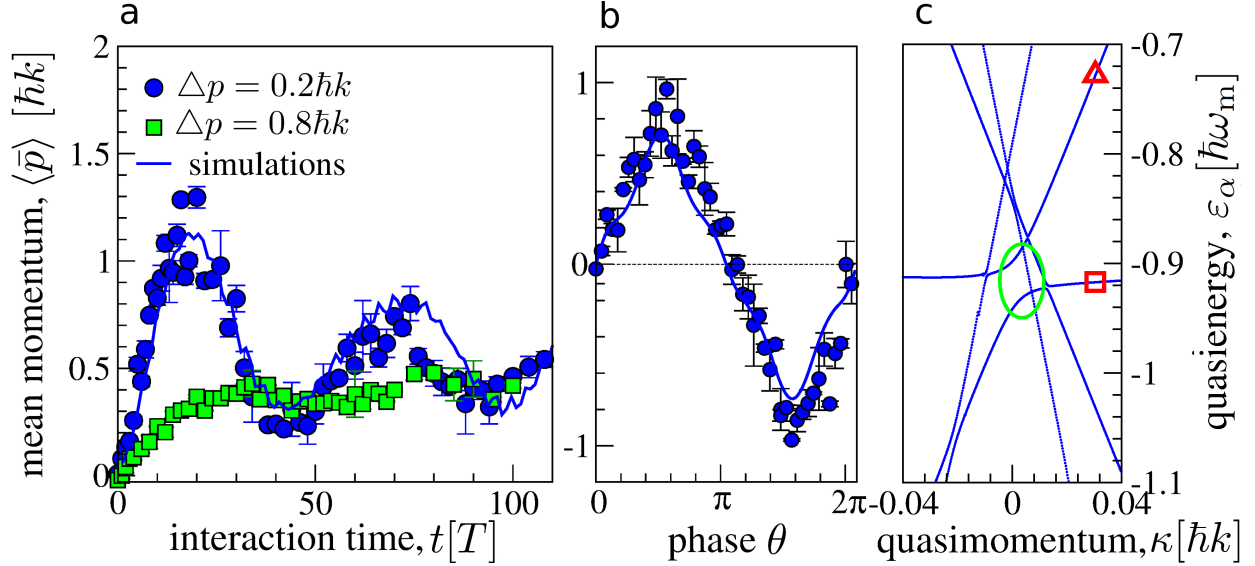 a
b
c
mean momentum, ⟨p̄⟩ [ħk]
2
1.5
1
0.5
0
△p = 0.2ħk
△p = 0.8ħk
simulations
0
50
100
interaction time, t[T]
1
0
-1
0
π
2π
phase θ
-0.7
-0.8
-0.9
-1
-1.1
quasienergy, ε_α[ħω_m]
-0.04
0
0.04
quasimomentum, κ[ħk]